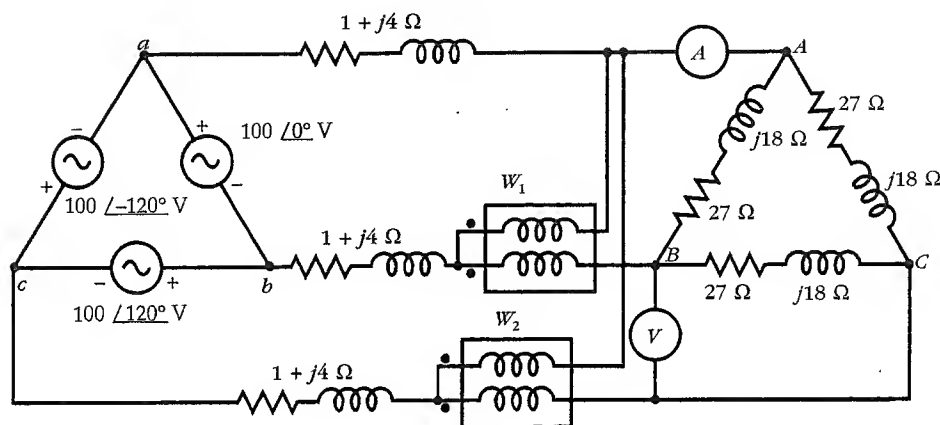 1 + j4 Ω
a
A
A
100 /0° V
27 Ω
j18 Ω
j18 Ω
27 Ω
100 /−120° V
W1
1 + j4 Ω
c
b
B
C
100 /120° V
27 Ω
j18 Ω
W2
V
1 + j4 Ω